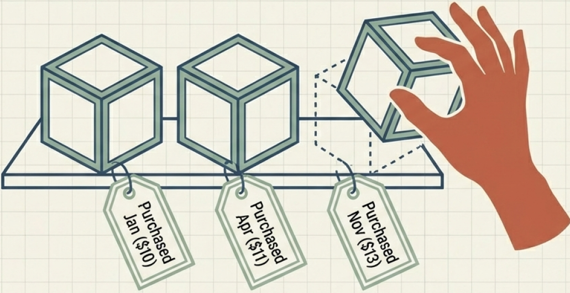 Purchased
Jan ($10)
Purchased
Apr ($11)
Purchased
Nov ($13)